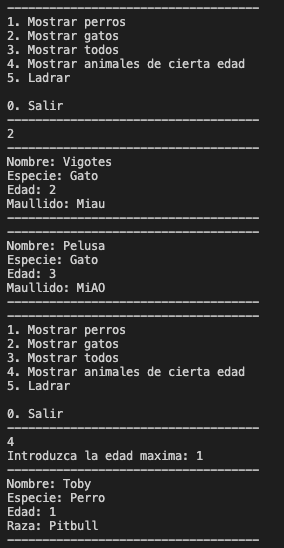 ------------------------------------
1. Mostrar perros
2. Mostrar gatos
3. Mostrar todos
4. Mostrar animales de cierta edad
5. Ladrar
0. Salir
------------------------------------
2
------------------------------------
Nombre: Vigotes
Especie: Gato
Edad: 2
Maullido: Miau
------------------------------------
------------------------------------
Nombre: Pelusa
Especie: Gato
Edad: 3
Maullido: MiAO
------------------------------------
------------------------------------
1. Mostrar perros
2. Mostrar gatos
3. Mostrar todos
4. Mostrar animales de cierta edad
5. Ladrar
0. Salir
------------------------------------
4
Introduzca la edad maxima: 1
------------------------------------
Nombre: Toby
Especie: Perro
Edad: 1
Raza: Pitbull
------------------------------------